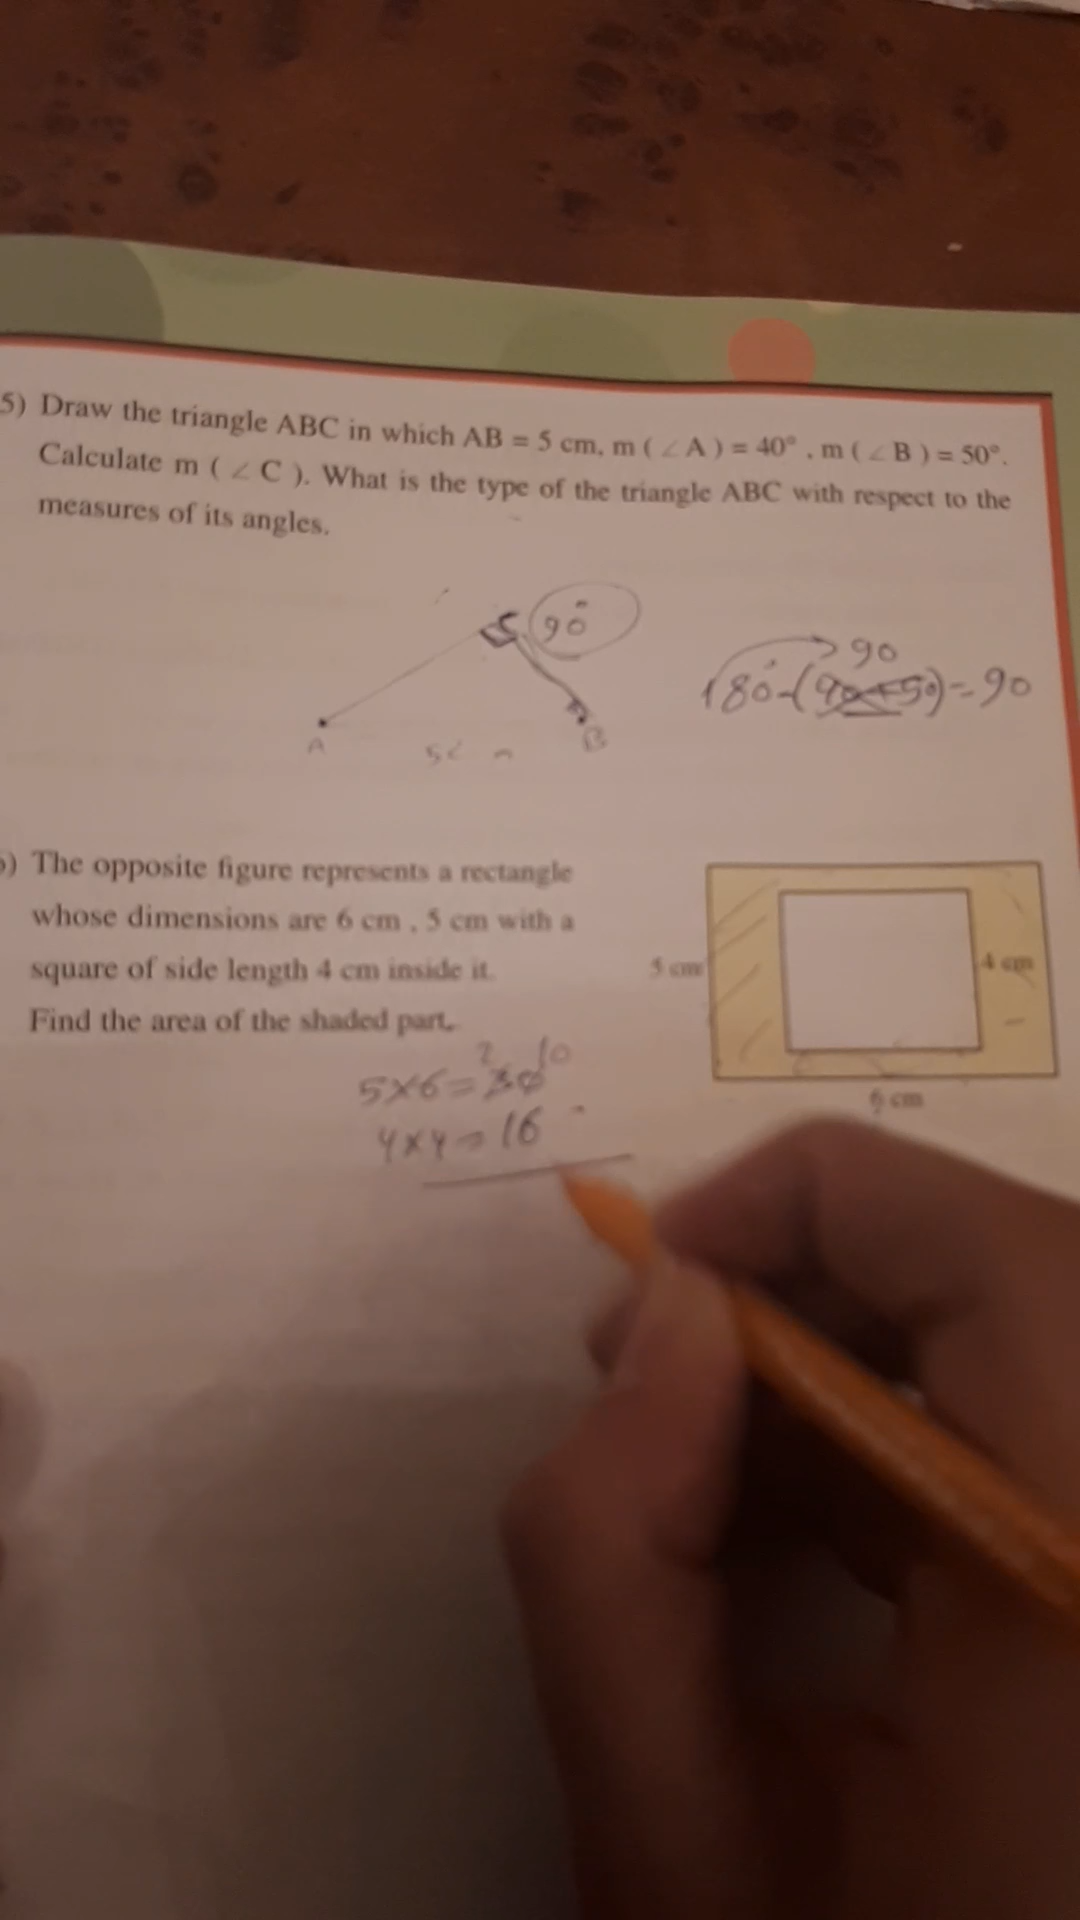 5) Draw the triangle ABC in which AB = 5 cm, m ( ∠ A ) = 40° , m ( ∠ B ) = 50°.
Calculate m ( ∠ C ). What is the type of the triangle ABC with respect to the
measures of its angles.
90°
90
180°-(90+50)=90
A
B
) The opposite figure represents a rectangle
whose dimensions are 6 cm , 5 cm with a
square of side length 4 cm inside it.
Find the area of the shaded part.
5 cm
4 cm
6 cm
2 10
5×6=30
4×4=16